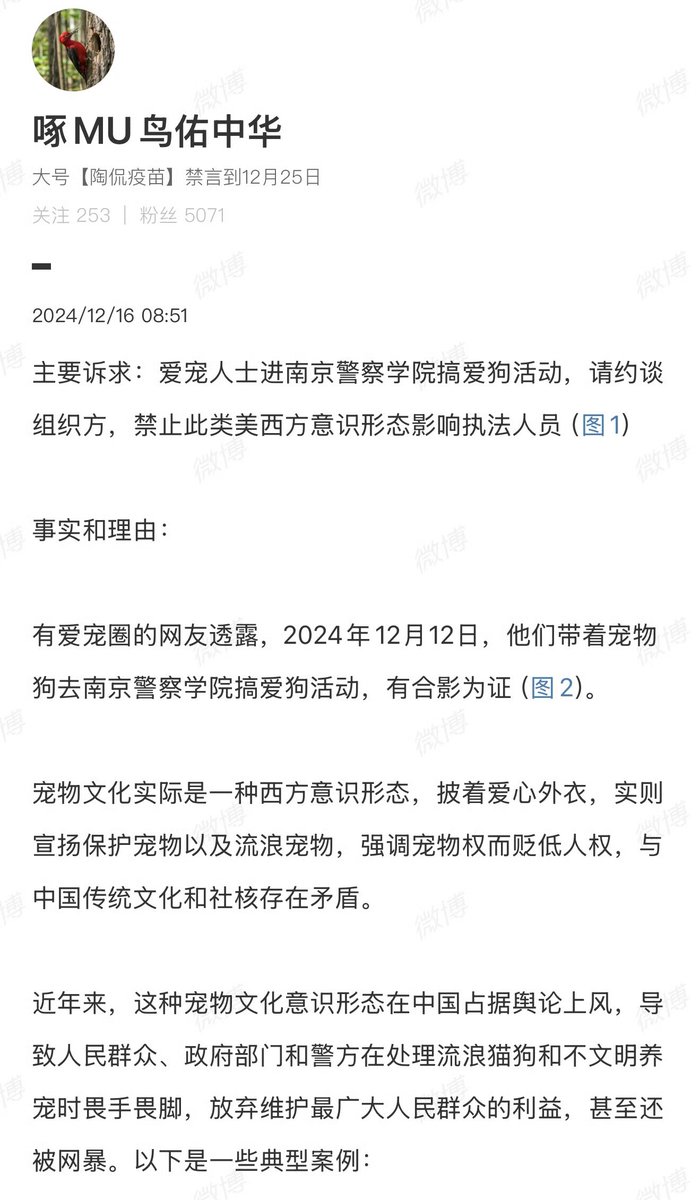 啄MU鸟佑中华
大号【陶侃疫苗】禁言到12月25日
关注 253 | 粉丝 5071
2024/12/16 08:51
主要诉求：爱宠人士进南京警察学院搞爱狗活动，请约谈
组织方，禁止此类美西方意识形态影响执法人员（图1）
事实和理由：
有爱宠圈的网友透露，2024年12月12日，他们带着宠物
狗去南京警察学院搞爱狗活动，有合影为证（图2）。
宠物文化实际是一种西方意识形态，披着爱心外衣，实则
宣扬保护宠物以及流浪宠物，强调宠物权而贬低人权，与
中国传统文化和社核存在矛盾。
近年来，这种宠物文化意识形态在中国占据舆论上风，导
致人民群众、政府部门和警方在处理流浪猫狗和不文明养
宠时畏手畏脚，放弃维护最广大人民群众的利益，甚至还
被网暴。以下是一些典型案例：
微博